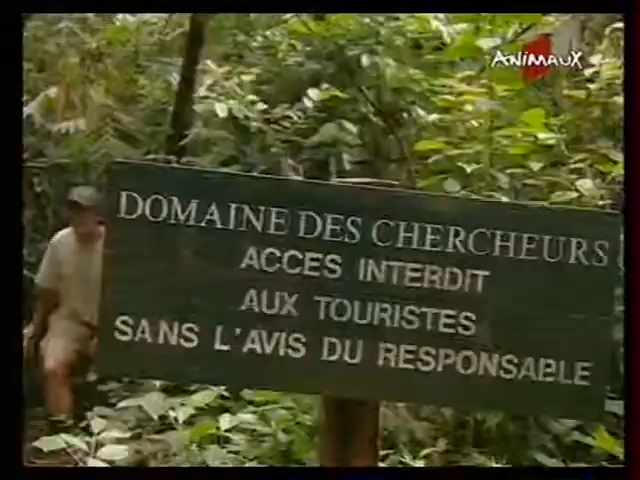 ANIMAUX
DOMAINE DES CHERCHEURS
ACCES INTERDIT
AUX TOURISTES
SANS L'AVIS DU RESPONSABLE